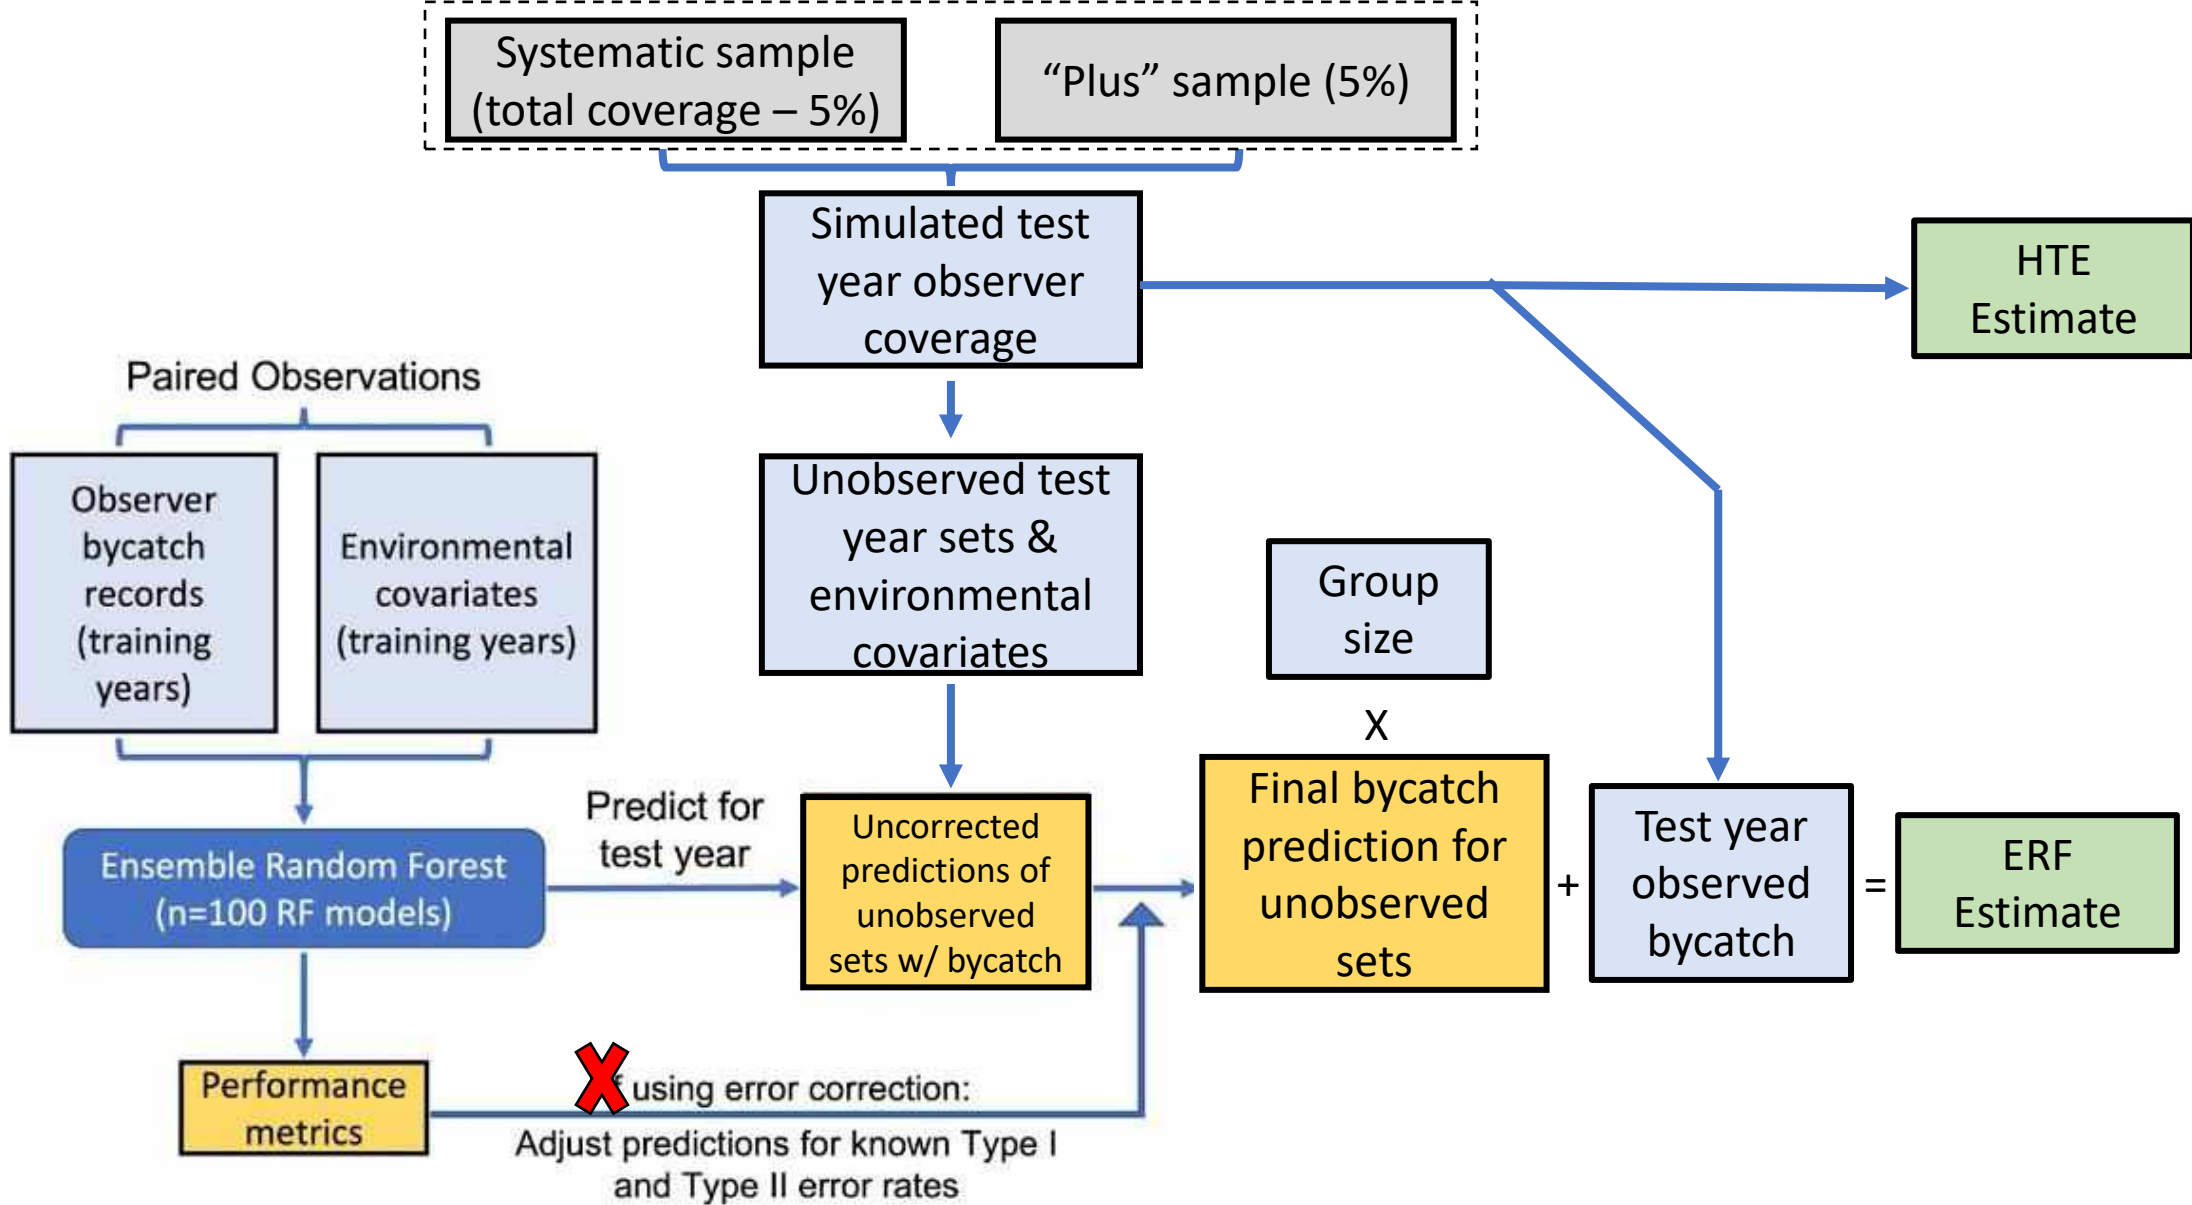 Systematic sample
(total coverage – 5%)
“Plus” sample (5%)
Simulated test
year observer
coverage
HTE
Estimate
Paired Observations
Observer
bycatch
records
(training
years)
Environmental
covariates
(training years)
Unobserved test
year sets &
environmental
covariates
Group
size
X
Ensemble Random Forest
(n=100 RF models)
Predict for
test year
Uncorrected
predictions of
unobserved
sets w/ bycatch
Final bycatch
prediction for
unobserved
sets
+
Test year
observed
bycatch
=
ERF
Estimate
Performance
metrics
using error correction:
Adjust predictions for known Type I
and Type II error rates